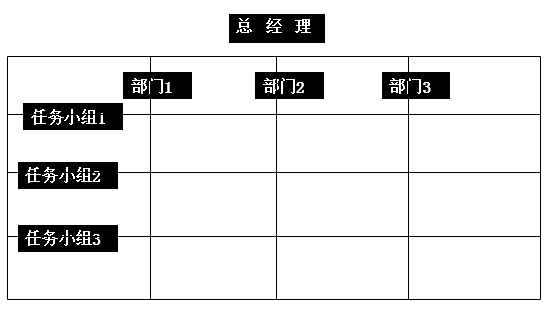 总 经 理
部门1
部门2
部门3
任务小组1
任务小组2
任务小组3